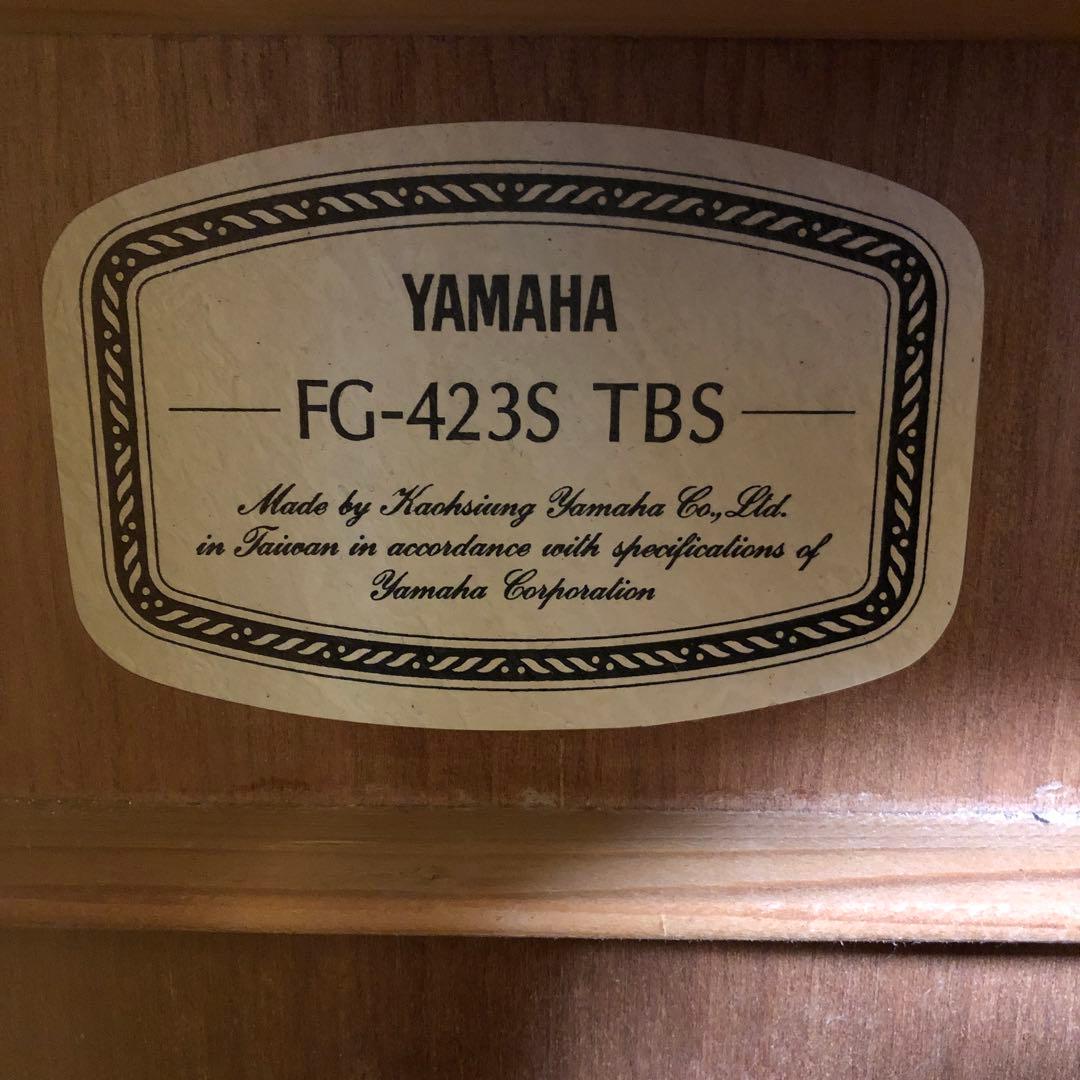 YAMAHA
FG-423S TBS
Made by Kaohsiung Yamaha Co., Ltd.
in Taiwan in accordance with specifications of
Yamaha Corporation